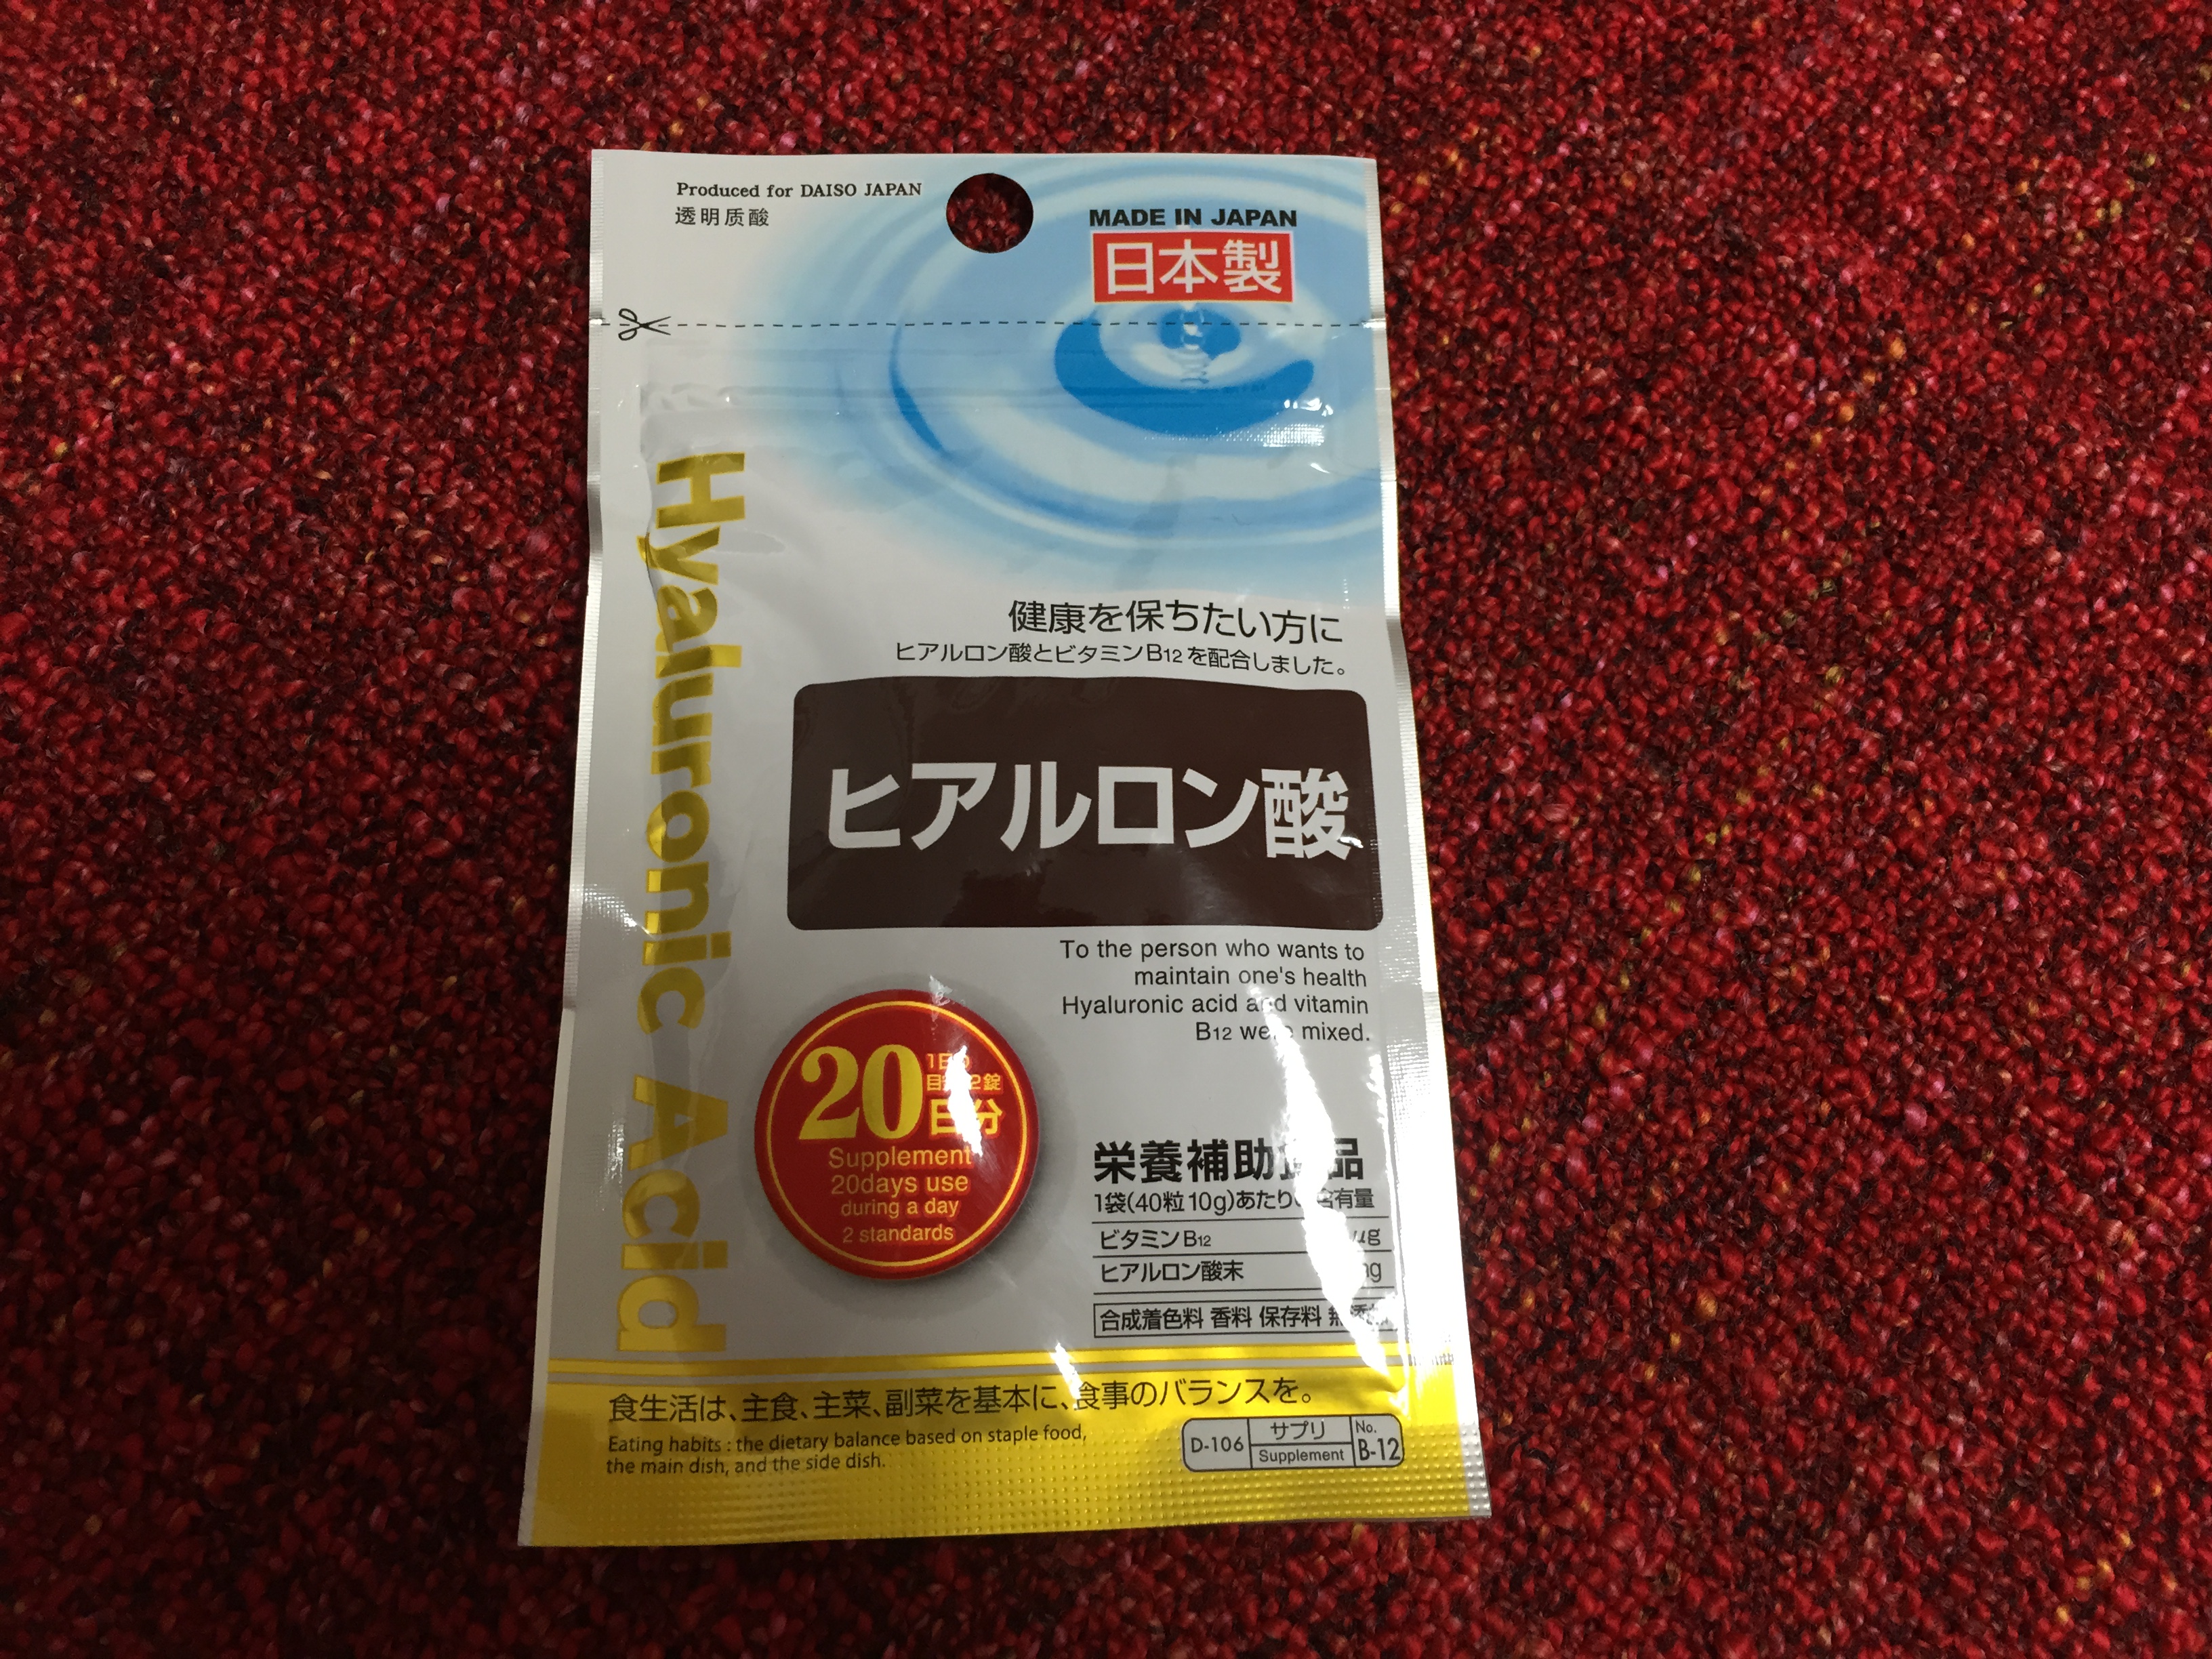 Produced for DAISO JAPAN
透明质酸
MADE IN JAPAN
日本製
Hyaluronic Acid
健康を保ちたい方に
ヒアルロン酸とビタミンB12を配合しました。
ヒアルロン酸
To the person who wants to
maintain one's health
Hyaluronic acid and vitamin
B12 were mixed.
20
日分
Supplement
20days use
during a day
2 standards
栄養補助食品
1袋(40粒10g)あたりの含有量
ビタミンB12 μg
ヒアルロン酸末
合成着色料 香料 保存料
食生活は、主食、主菜、副菜を基本に、食事のバランスを。
Eating habits : the dietary balance based on staple food,
the main dish, and the side dish.
D-106
サプリ
Supplement
No.
B-12